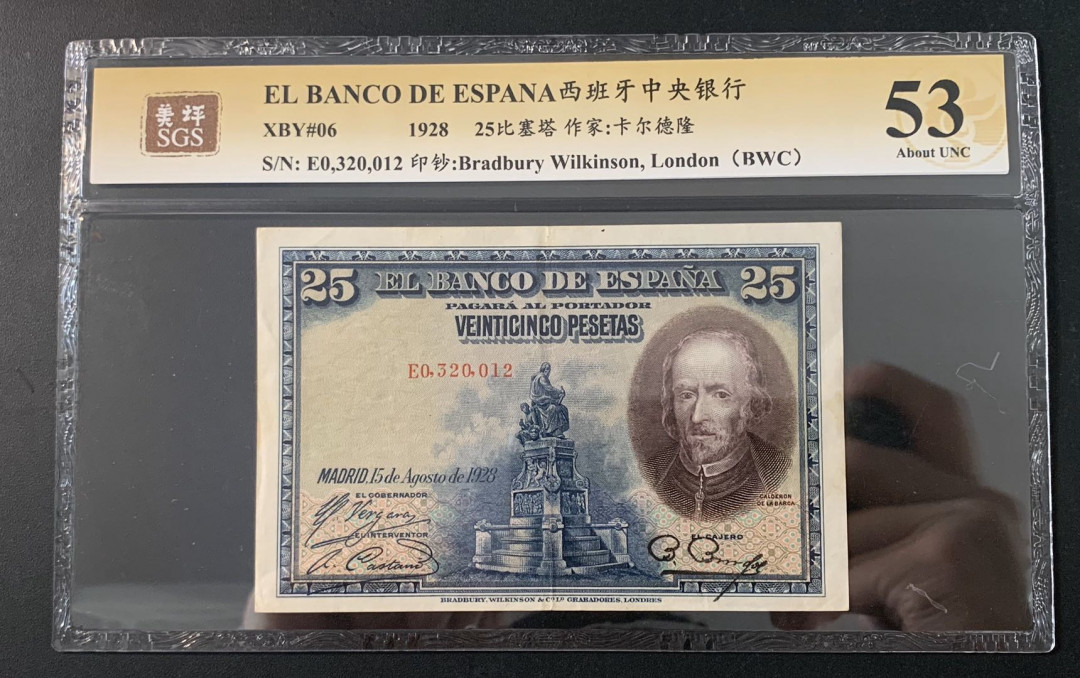 EL BANCO DE ESPANA西班牙中央银行
XBY#06 1928 25比塞塔 作家:卡尔德隆
S/N: E0,320,012 印钞:Bradbury Wilkinson, London（BWC）
美坪
SGS
53
About UNC
25 EL BANCO DE ESPAÑA 25
PAGARÁ AL PORTADOR
VEINTICINCO PESETAS
E0,320,012
MADRID, 15 de Agosto de 1928
EL GOBERNADOR
Vergara
EL INTERVENTOR
EL CAJERO
CALDERON
DE LA BARCA
BRADBURY, WILKINSON & Cº Lº GRABADORES, LONDRES